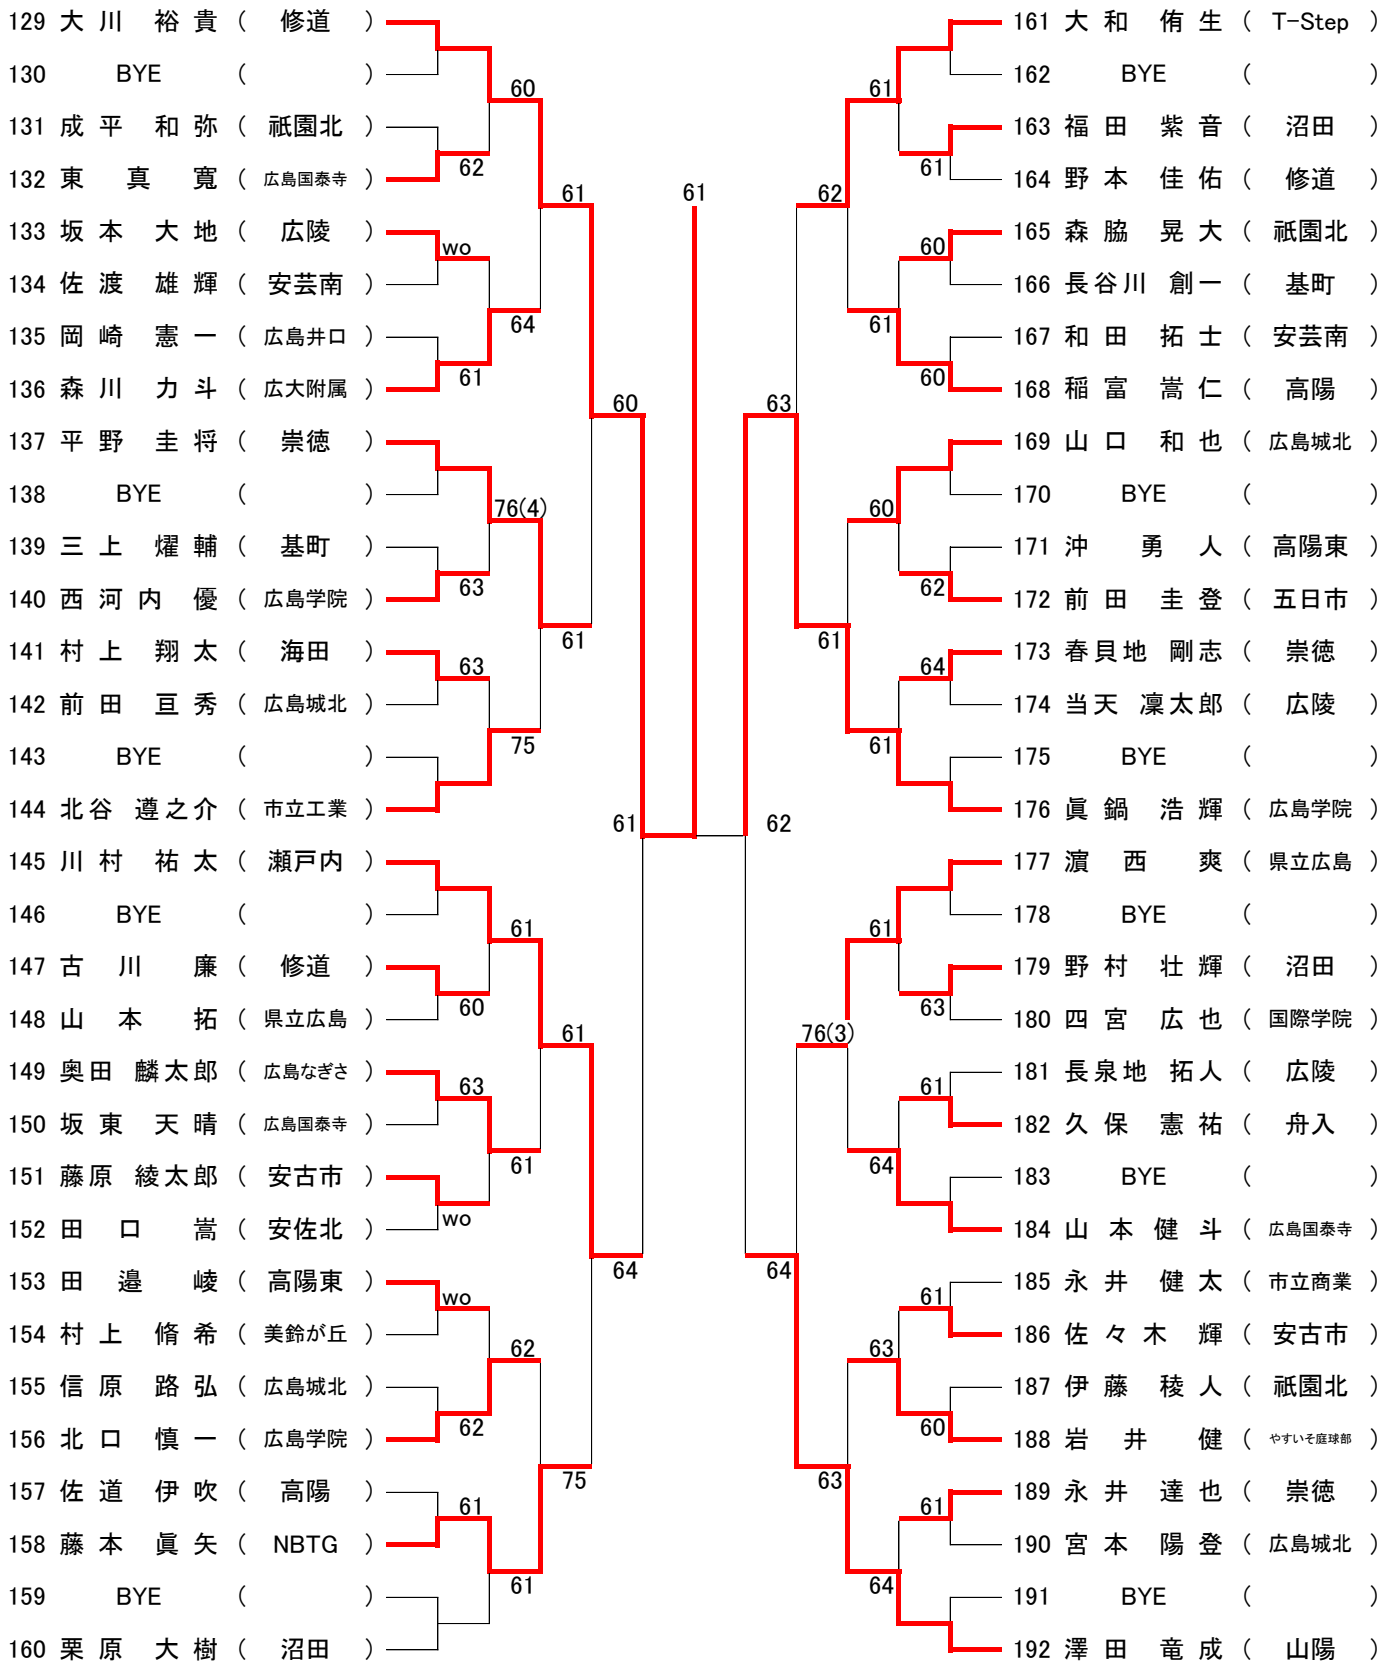 129 大川 裕貴 ( 修道 )
130 BYE ( )
60
131 成平 和弥 ( 祇園北 )
62
132 東 真寛 ( 広島国泰寺 )
61
133 坂本 大地 ( 広陵 )
wo
134 佐渡 雄輝 ( 安芸南 )
64
135 岡崎 憲一 ( 広島井口 )
61
136 森川 力斗 ( 広大附属 )
60
137 平野 圭将 ( 崇徳 )
138 BYE ( )
76(4)
139 三上 燿輔 ( 基町 )
63
140 西河内 優 ( 広島学院 )
61
141 村上 翔太 ( 海田 )
63
142 前田 亘秀 ( 広島城北 )
75
143 BYE ( )
144 北谷 遵之介 ( 市立工業 )
61
145 川村 祐太 ( 瀬戸内 )
146 BYE ( )
61
147 古川 廉 ( 修道 )
60
148 山本 拓 ( 県立広島 )
61
149 奥田 麟太郎 ( 広島なぎさ )
63
150 坂東 天晴 ( 広島国泰寺 )
61
151 藤原 綾太郎 ( 安古市 )
wo
152 田口 嵩 ( 安佐北 )
64
153 田邉 崚 ( 高陽東 )
wo
154 村上 脩希 ( 美鈴が丘 )
62
155 信原 路弘 ( 広島城北 )
62
156 北口 慎一 ( 広島学院 )
75
157 佐道 伊吹 ( 高陽 )
61
158 藤本 眞矢 ( NBTG )
61
159 BYE ( )
160 栗原 大樹 ( 沼田 )
61
161 大和 侑生 ( T-Step )
162 BYE ( )
61
163 福田 紫音 ( 沼田 )
61
164 野本 佳佑 ( 修道 )
62
165 森脇 晃大 ( 祇園北 )
60
166 長谷川 創一 ( 基町 )
61
167 和田 拓士 ( 安芸南 )
60
168 稲富 嵩仁 ( 高陽 )
63
169 山口 和也 ( 広島城北 )
170 BYE ( )
60
171 沖 勇人 ( 高陽東 )
62
172 前田 圭登 ( 五日市 )
61
173 春貝地 剛志 ( 崇徳 )
64
174 当天 凜太郎 ( 広陵 )
61
175 BYE ( )
176 眞鍋 浩輝 ( 広島学院 )
62
177 濵西 爽 ( 県立広島 )
178 BYE ( )
61
179 野村 壮輝 ( 沼田 )
63
180 四宮 広也 ( 国際学院 )
76(3)
181 長泉地 拓人 ( 広陵 )
61
182 久保 憲祐 ( 舟入 )
64
183 BYE ( )
184 山本 健斗 ( 広島国泰寺 )
64
185 永井 健太 ( 市立商業 )
61
186 佐々木 輝 ( 安古市 )
63
187 伊藤 稜人 ( 祇園北 )
60
188 岩井 健 ( やすいそ庭球部 )
63
189 永井 達也 ( 崇徳 )
61
190 宮本 陽登 ( 広島城北 )
64
191 BYE ( )
192 澤田 竜成 ( 山陽 )